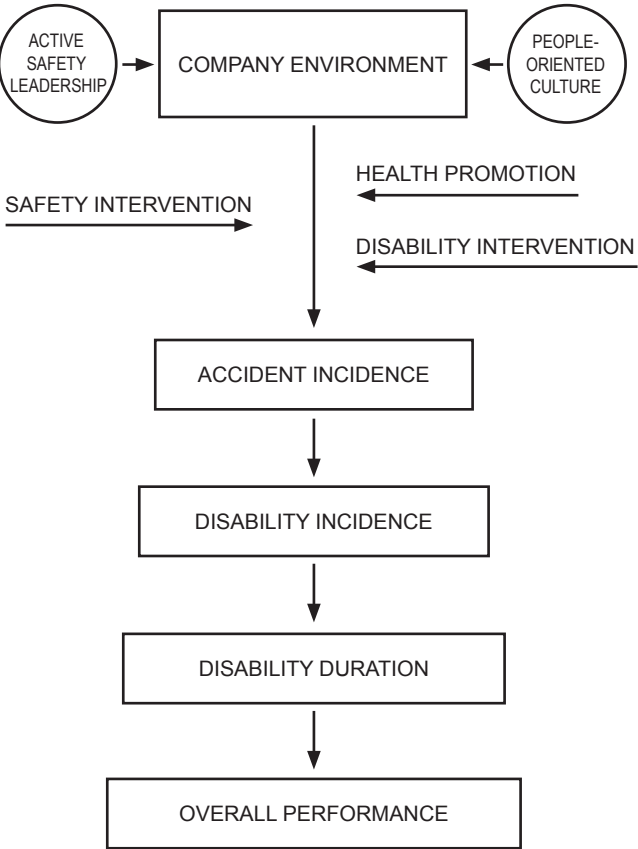 ACTIVE
SAFETY
LEADERSHIP
COMPANY ENVIRONMENT
PEOPLE-
ORIENTED
CULTURE
HEALTH PROMOTION
SAFETY INTERVENTION
DISABILITY INTERVENTION
ACCIDENT INCIDENCE
DISABILITY INCIDENCE
DISABILITY DURATION
OVERALL PERFORMANCE